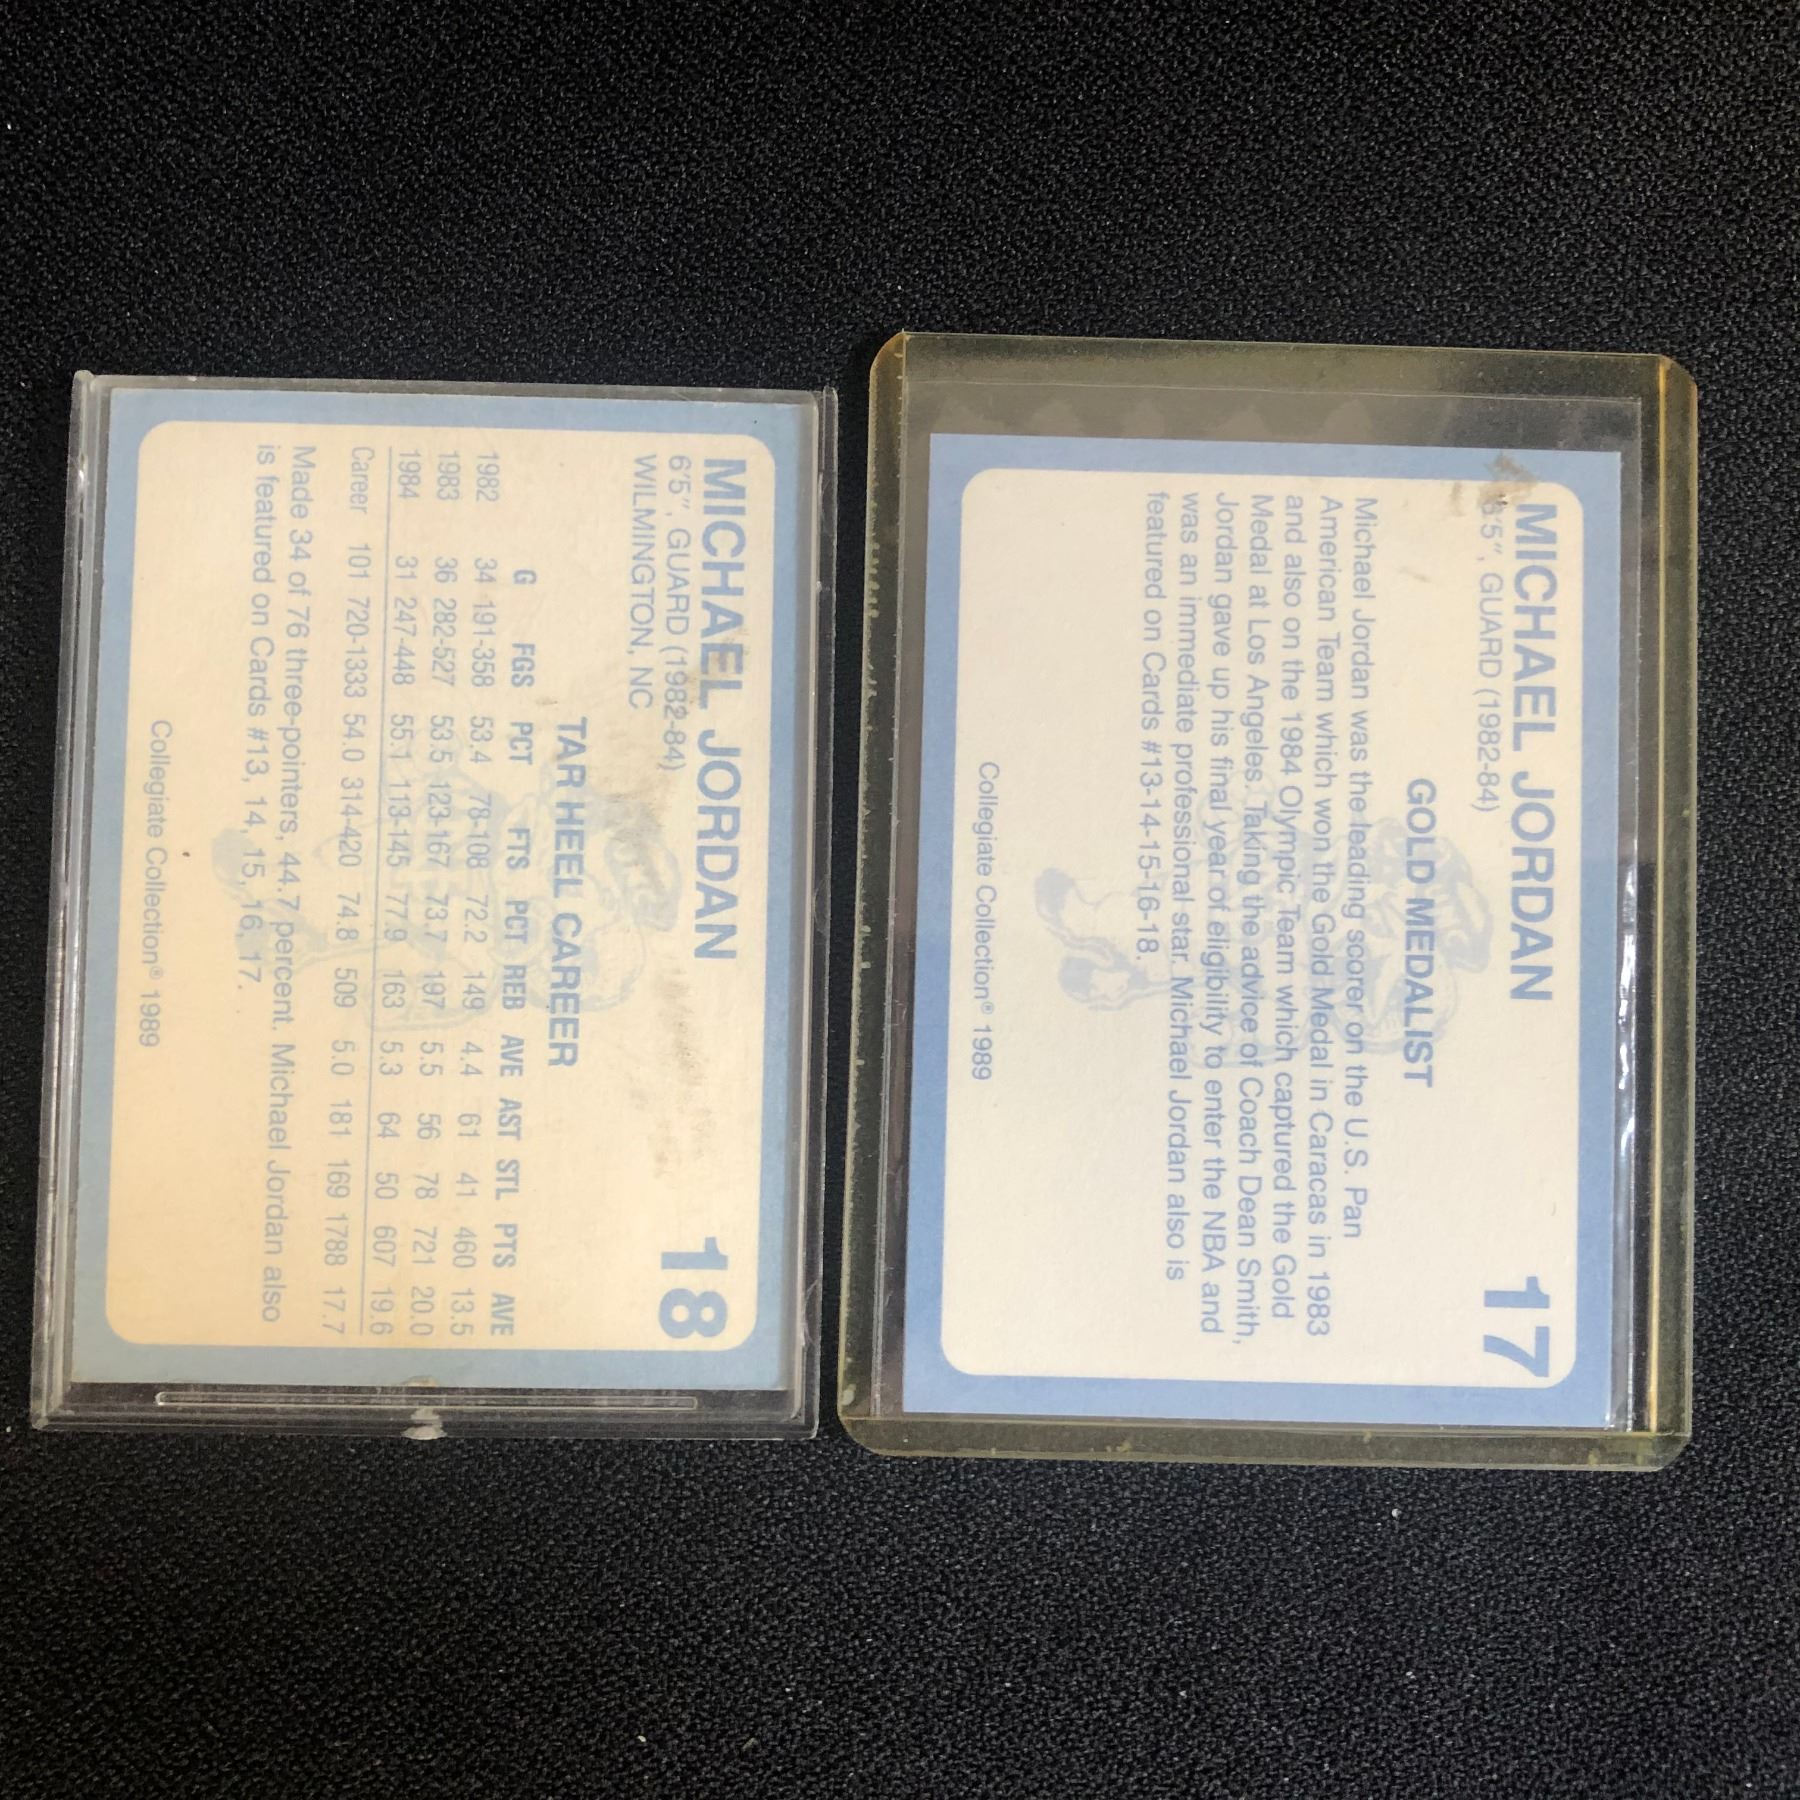 MICHAEL JORDAN 18
6'5", GUARD (1982-84)
WILMINGTON, NC
TAR HEEL CAREER
G FGS PCT FTS PCT REB AVE AST STL PTS AVE
1982 34 191-358 53.4 78-108 72.2 149 4.4 61 41 460 13.5
1983 36 282-527 53.5 123-167 73.7 197 5.5 56 78 721 20.0
1984 31 247-448 55.1 113-145 77.9 163 5.3 64 50 607 19.6
Career 101 720-1333 54.0 314-420 74.8 509 5.0 181 169 1788 17.7
Made 34 of 76 three-pointers, 44.7 percent. Michael Jordan also
is featured on Cards #13, 14, 15, 16, 17.
Collegiate Collection® 1989
MICHAEL JORDAN 17
6'5", GUARD (1982-84)
GOLD MEDALIST
Michael Jordan was the leading scorer on the U.S. Pan
American Team which won the Gold Medal in Caracas in 1983
and also on the 1984 Olympic Team which captured the Gold
Medal at Los Angeles. Taking the advice of Coach Dean Smith,
Jordan gave up his final year of eligibility to enter the NBA and
was an immediate professional star. Michael Jordan also is
featured on Cards #13-14-15-16-18.
Collegiate Collection® 1989